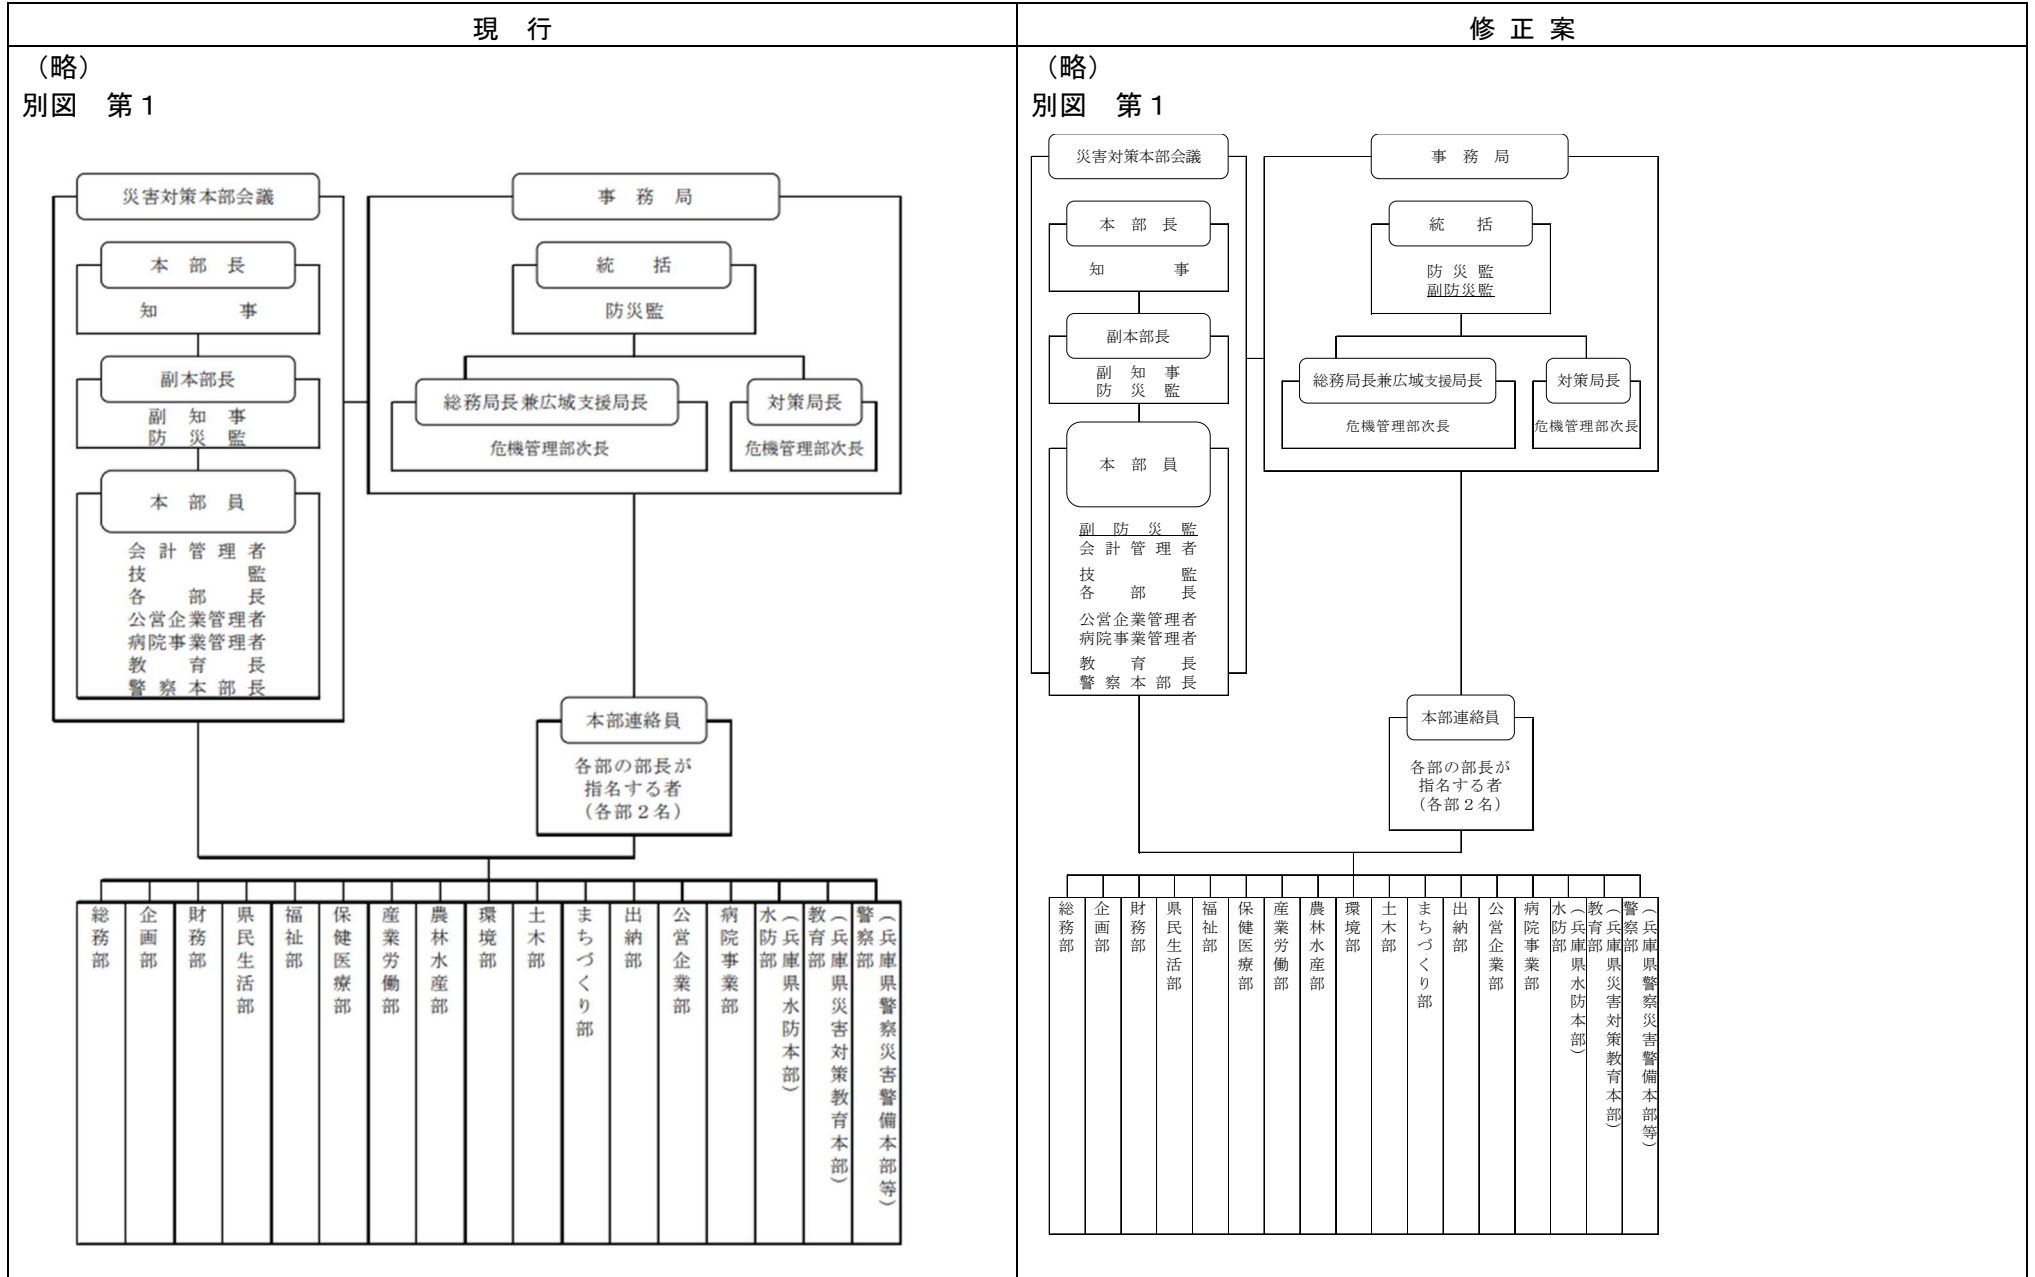 現　行
（略）
別図　第１
災害対策本部会議
本　部　長
知　　　　事
副本部長
副　知　事
防　災　監
本　部　員
会 計 管 理 者
技　　　　　監
各　　部　　長
公営企業管理者
病院事業管理者
教　　育　　長
警 察 本 部 長
事　務　局
統　　括
防災監
総務局長兼広域支援局長
危機管理部次長
対策局長
危機管理部次長
本部連絡員
各部の部長が
指名する者
（各部２名）
総務部
企画部
財務部
県民生活部
福祉部
保健医療部
産業労働部
農林水産部
環境部
土木部
まちづくり部
出納部
公営企業部
病院事業部
水防部
（兵庫県水防本部）
教育部
（兵庫県災害対策教育本部）
警察部
（兵庫県警察災害警備本部等）
修 正 案
（略）
別図　第１
災害対策本部会議
本　部　長
知　　　　事
副本部長
副　知　事
防　災　監
本　部　員
副　防　災　監
会 計 管 理 者
技　　　　　監
各　　部　　長
公営企業管理者
病院事業管理者
教　　育　　長
警 察 本 部 長
事　務　局
統　　括
防 災 監
副防災監
総務局長兼広域支援局長
危機管理部次長
対策局長
危機管理部次長
本部連絡員
各部の部長が
指名する者
（各部２名）
総務部
企画部
財務部
県民生活部
福祉部
保健医療部
産業労働部
農林水産部
環境部
土木部
まちづくり部
出納部
公営企業部
病院事業部
水防部
（兵庫県水防本部）
教育部
（兵庫県災害対策教育本部）
警察部
（兵庫県警察災害警備本部等）